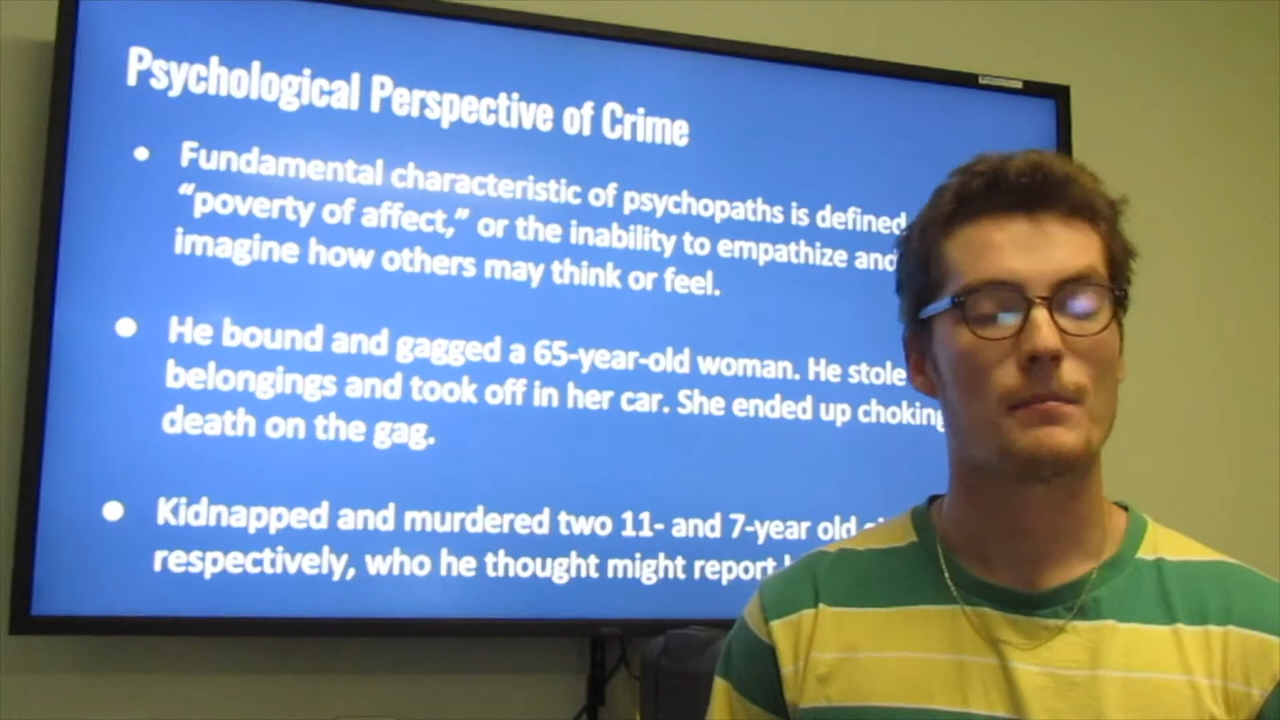 Psychological Perspective of Crime
• Fundamental characteristic of psychopaths is defined
“poverty of affect,” or the inability to empathize and
imagine how others may think or feel.
• He bound and gagged a 65-year-old woman. He stole
belongings and took off in her car. She ended up choking
death on the gag.
• Kidnapped and murdered two 11- and 7-year old
respectively, who he thought might report